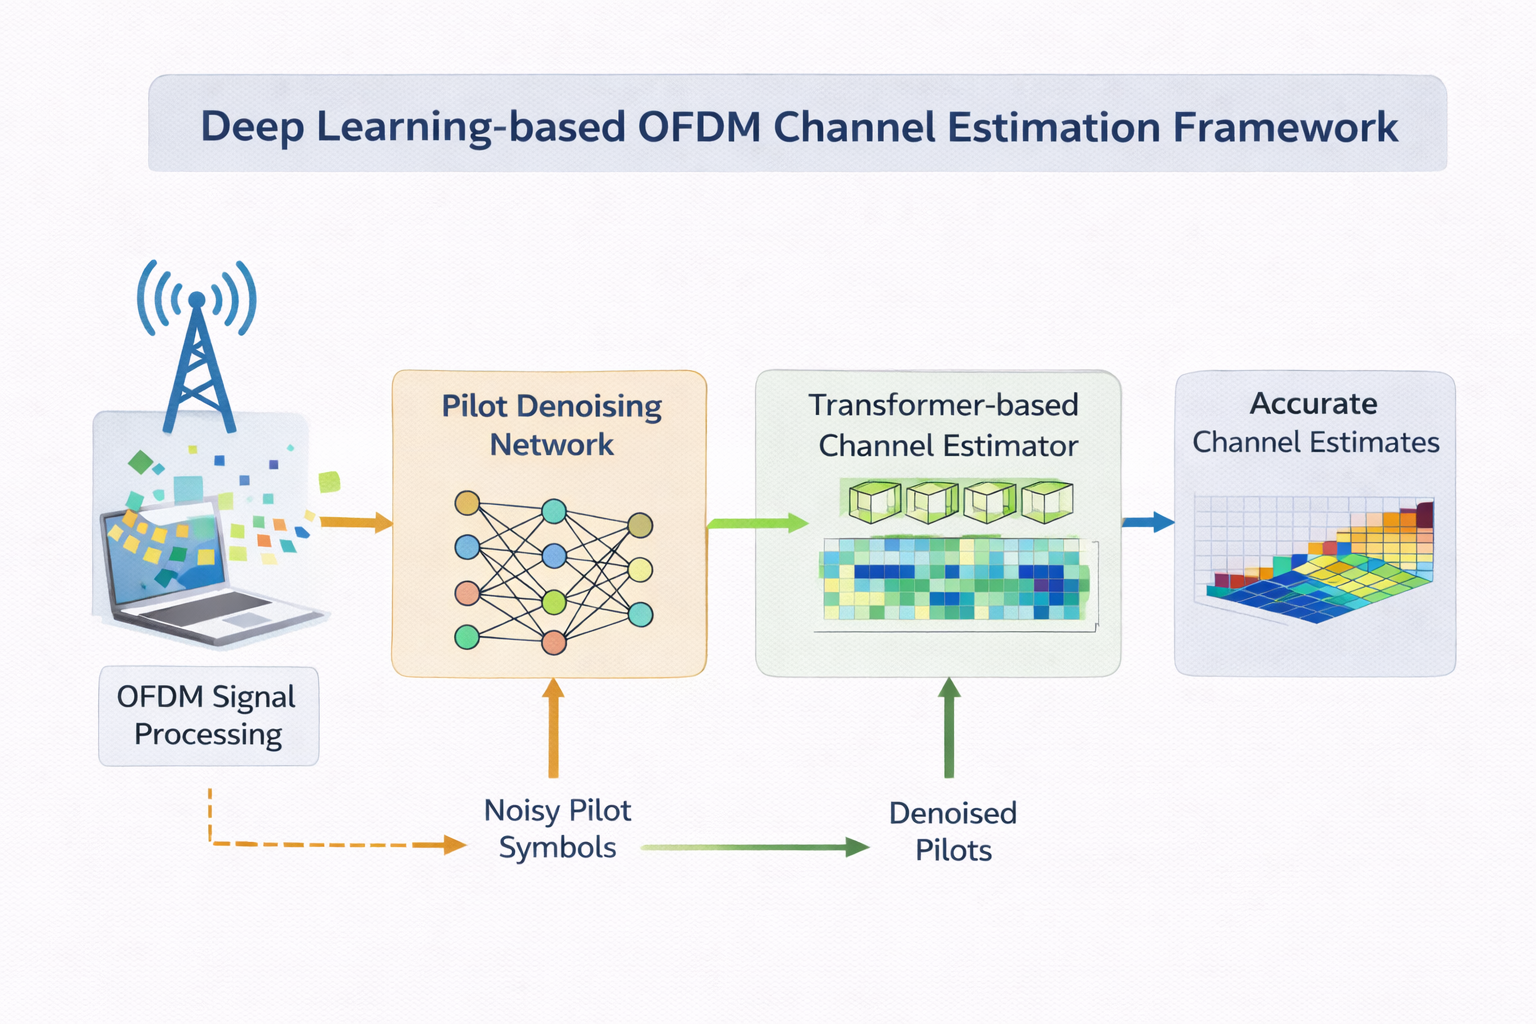 Deep Learning-based OFDM Channel Estimation Framework
Pilot Denoising
Network
Transformer-based
Channel Estimator
Accurate
Channel Estimates
OFDM Signal
Processing
Noisy Pilot
Symbols
Denoised
Pilots